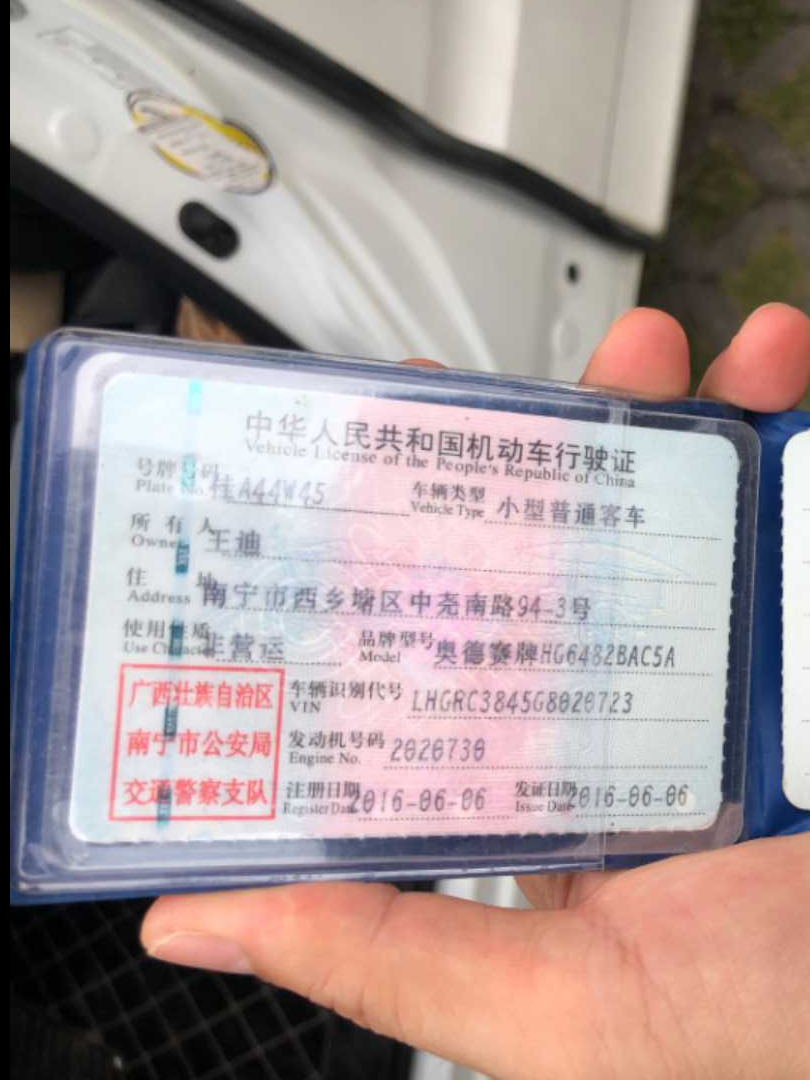 中华人民共和国机动车行驶证
Vehicle License of the People's Republic of China
号牌号码 桂A44W45 车辆类型 小型普通客车
Plate No. Vehicle Type
所有人 王迪
Owner
住址 南宁市西乡塘区中尧南路94-3号
Address
使用性质 非营运 品牌型号 奥德赛牌HG6482BAC5A
Use Character Model
车辆识别代号 LHGRC3845G8020723
VIN
发动机号码 2020730
Engine No.
注册日期 2016-06-06 发证日期 2016-06-06
Register Date Issue Date
广西壮族自治区
南宁市公安局
交通警察支队